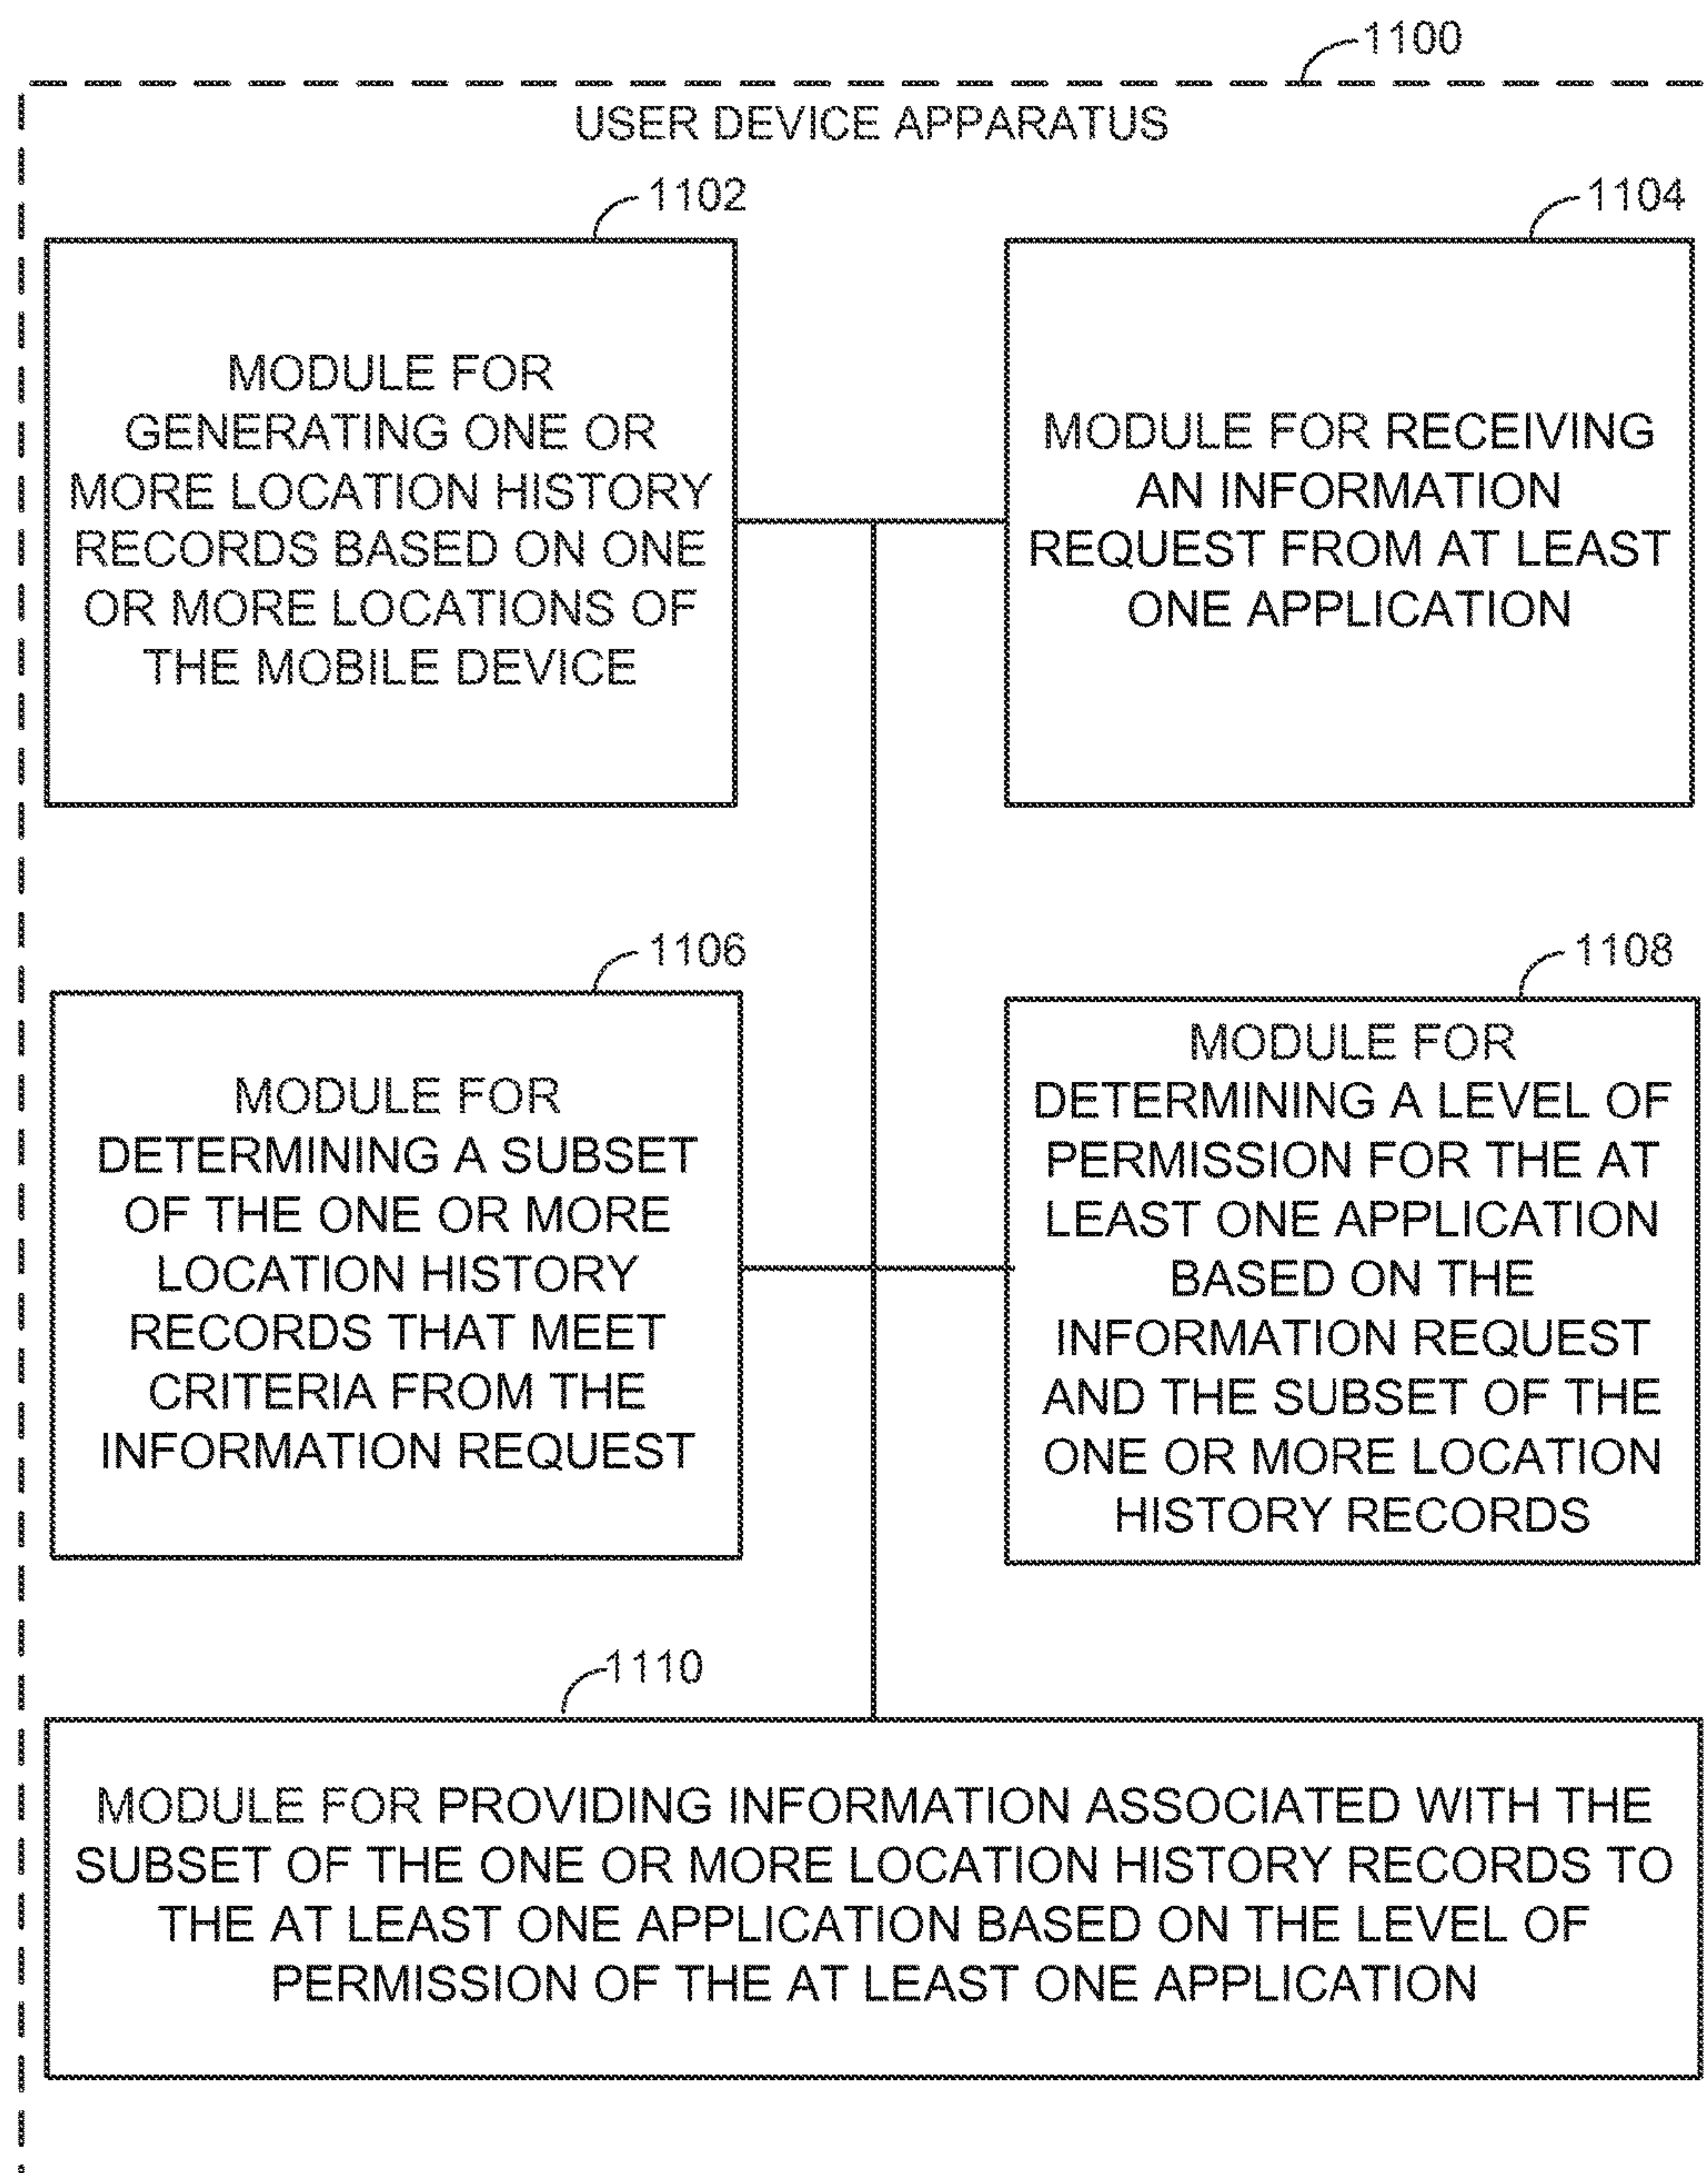 1100
USER DEVICE APPARATUS
1102
MODULE FOR
GENERATING ONE OR
MORE LOCATION HISTORY
RECORDS BASED ON ONE
OR MORE LOCATIONS OF
THE MOBILE DEVICE
1104
MODULE FOR RECEIVING
AN INFORMATION
REQUEST FROM AT LEAST
ONE APPLICATION
1106
MODULE FOR
DETERMINING A SUBSET
OF THE ONE OR MORE
LOCATION HISTORY
RECORDS THAT MEET
CRITERIA FROM THE
INFORMATION REQUEST
1108
MODULE FOR
DETERMINING A LEVEL OF
PERMISSION FOR THE AT
LEAST ONE APPLICATION
BASED ON THE
INFORMATION REQUEST
AND THE SUBSET OF THE
ONE OR MORE LOCATION
HISTORY RECORDS
1110
MODULE FOR PROVIDING INFORMATION ASSOCIATED WITH THE
SUBSET OF THE ONE OR MORE LOCATION HISTORY RECORDS TO
THE AT LEAST ONE APPLICATION BASED ON THE LEVEL OF
PERMISSION OF THE AT LEAST ONE APPLICATION